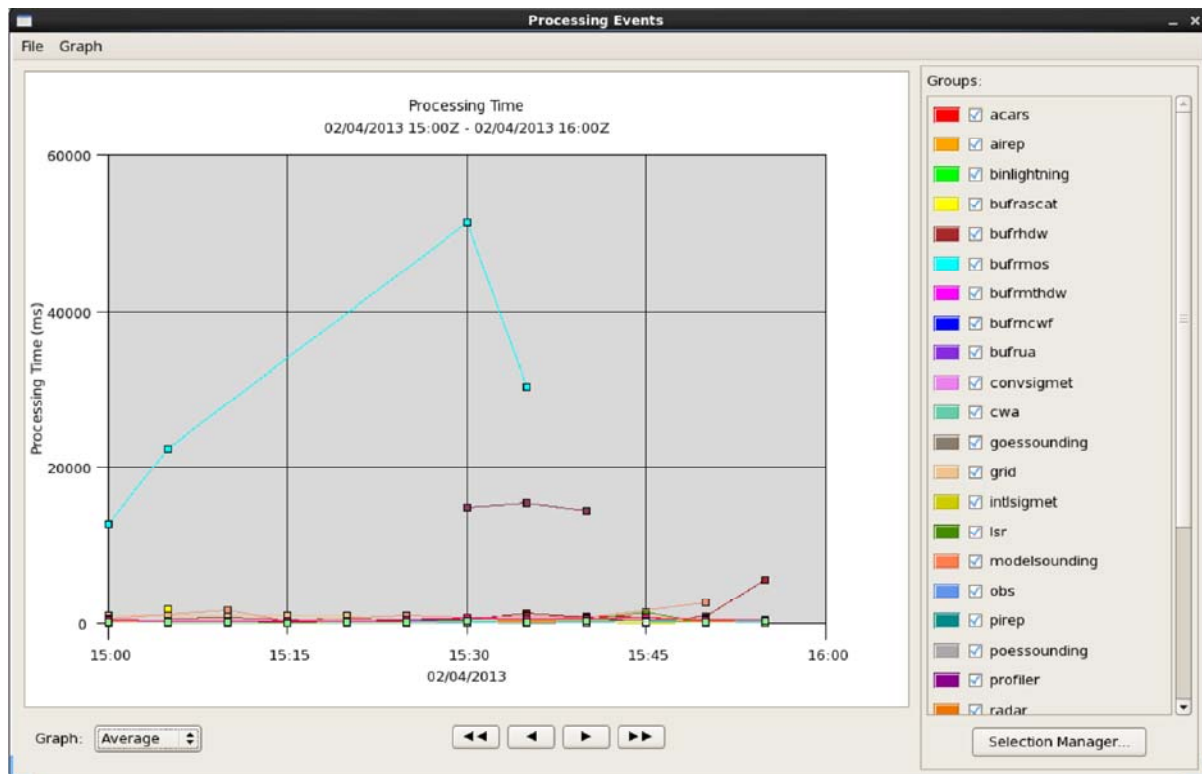 Processing Events
File Graph
Processing Time
02/04/2013 15:00Z - 02/04/2013 16:00Z
Processing Time (ms)
60000
40000
20000
0
15:00 15:15 15:30 15:45 16:00
02/04/2013
Graph: Average
Groups:
acars
airep
binlightning
bufrascat
bufrhdw
bufrmos
bufrmthdw
bufrncwf
bufrua
convsigmet
cwa
goessounding
grid
intlsigmet
lsr
modelsounding
obs
pirep
poessounding
profiler
radar
Selection Manager...